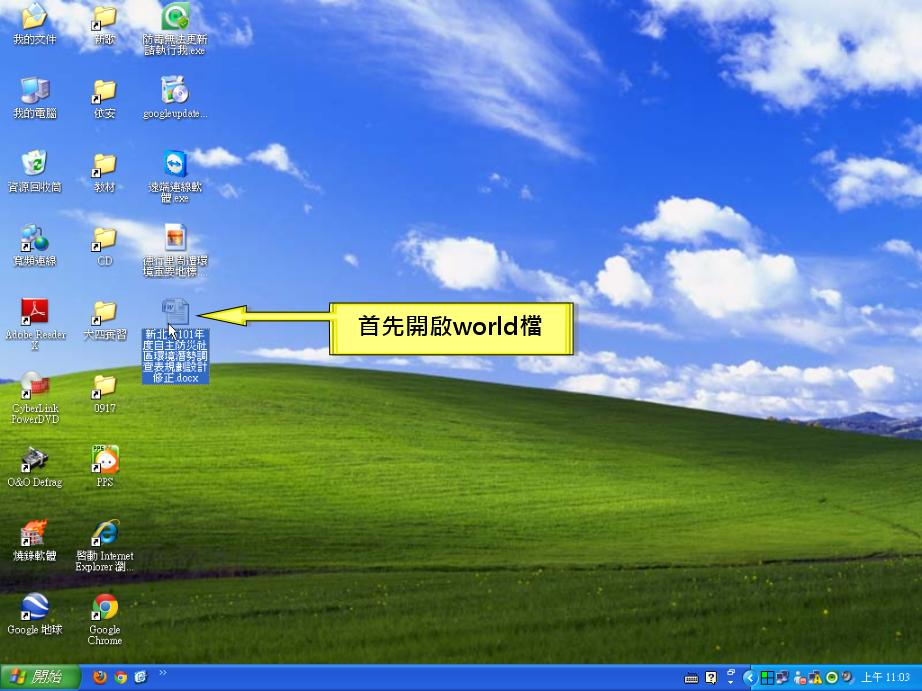 我的文件
新歌
防毒無法更新
請執行我.exe
我的電腦
依安
googleupdate...
資源回收筒
教材
遠端連線軟
體.exe
寬頻連線
CD
德行里周遭環
境重要地標...
Adobe Reader
X
大四實習
新北市101年
度自主防災社
區環境潛勢調
查表規劃設計
修正.docx
首先開啟world檔
CyberLink
PowerDVD
0917
O&O Defrag
PPS
燒錄軟體
啟動 Internet
Explorer 瀏...
Google 地球
Google
Chrome
開始
上午 11:03